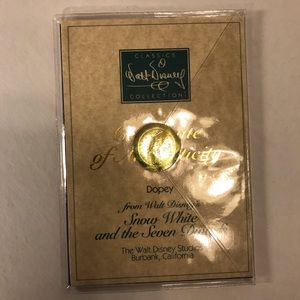 CLASSICS
Walt Disney
COLLECTION
of
Dopey
from Walt Disney's
Snow White
and the Seven
The Walt Disney Studios
Burbank, California